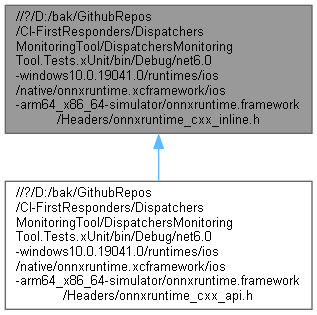 //?/D:/bak/GithubRepos
/CI-FirstResponders/Dispatchers
MonitoringTool/DispatchersMonitoring
Tool.Tests.xUnit/bin/Debug/net6.0
-windows10.0.19041.0/runtimes/ios
/native/onnxruntime.xcframework/ios
-arm64_x86_64-simulator/onnxruntime.framework
/Headers/onnxruntime_cxx_inline.h
//?/D:/bak/GithubRepos
/CI-FirstResponders/Dispatchers
MonitoringTool/DispatchersMonitoring
Tool.Tests.xUnit/bin/Debug/net6.0
-windows10.0.19041.0/runtimes/ios
/native/onnxruntime.xcframework/ios
-arm64_x86_64-simulator/onnxruntime.framework
/Headers/onnxruntime_cxx_api.h